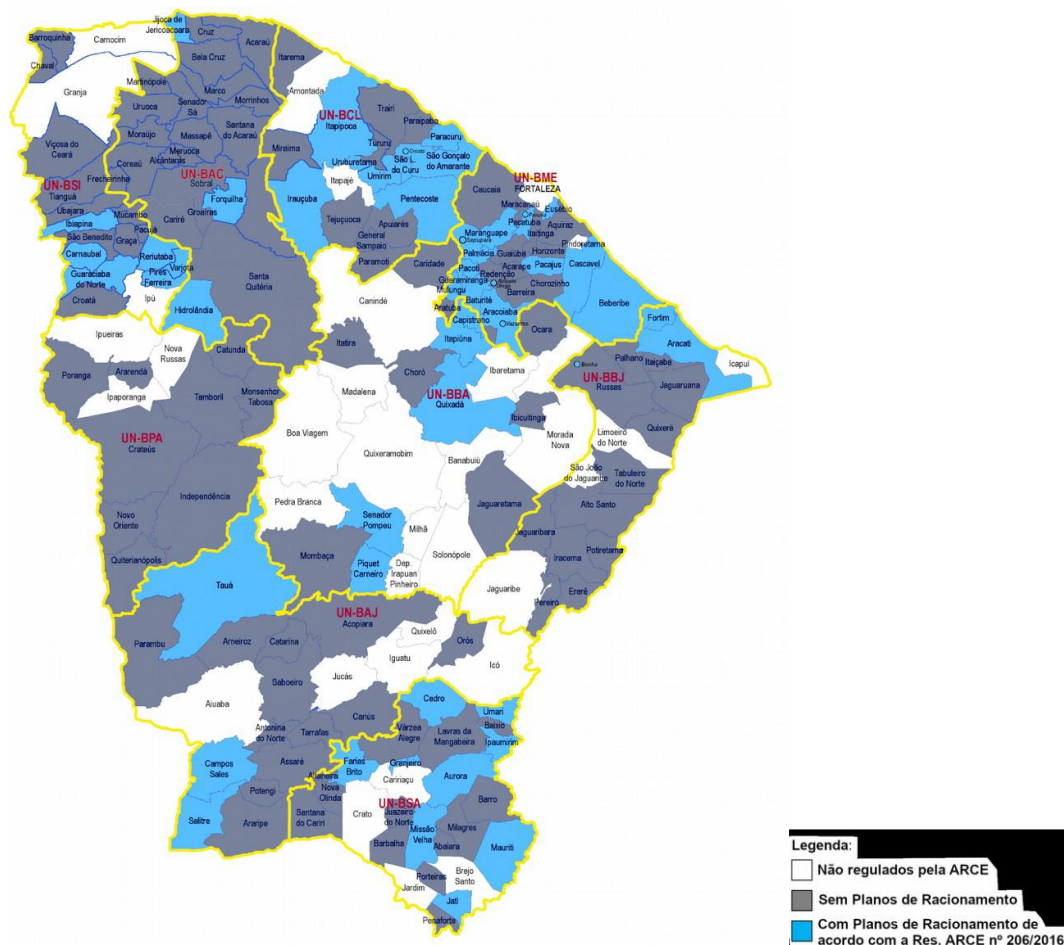 Jijoca de
Jericoacoara
Cruz
Barroquinha
Camocim
Acaraú
Chaval
Bela Cruz
Itarema
Granja
Martinópole
Marco
Amontada
Uruoca
Senador
Sá
Morrinhos
UN-BCL
Itapipoca
Trairi
Paraipaba
Moraújo
Massapê
Santana
do Acaraú
Viçosa do
Ceará
Meruoca
Alcântaras
Miraíma
Tururu
Paracuru
Coreaú
Uruburetama
Umirim
São L.
do Curu
São Gonçalo
do Amarante
Frecheirinha
UN-BAC
Sobral
UN-BSI
Tianguá
Itapajé
Caucaia
UN-BME
FORTALEZA
Ubajara
Forquilha
Irauçuba
Pentecoste
Maracanaú
Eusébio
Mucambo
Groaíras
Tejuçuoca
Apuiarés
Pacatuba
Ibiapina
Cariré
General
Sampaio
Maranguape
Itaitinga
Aquiraz
São Benedito
Pacujá
Graça
Sapupara
Pindoretama
Carnaubal
Reriutaba
Varjota
Paramoti
Caridade
Palmácia
Guaiúba
Horizonte
Cascavel
Guaraciaba
do Norte
Pires
Ferreira
Santa
Quitéria
Pacoti
Redenção
Acarape
Pacajus
Guaramiranga
Mulungu
Chorozinho
Croatá
Ipú
Hidrolândia
Canindé
Baturité
Barreira
Beberibe
Aratuba
Aracoiaba
Capistrano
Vazantes
Fortim
Ipueiras
Nova
Russas
Catunda
Itatira
Itapiúna
Ocara
Aracati
Poranga
Ararendá
Choró
Ibaretama
Palhano
Itaiçaba
Icapuí
Ipaporanga
Tamboril
Monsenhor
Tabosa
Madalena
UN-BBA
Quixadá
UN-BBJ
Russas
Jaguaruana
Ibicuitinga
UN-BPA
Crateús
Boa Viagem
Quixeramobim
Morada
Nova
Limoeiro
do Norte
Quixeré
Banabuiú
São João
do Jaguaribe
Tabuleiro
do Norte
Independência
Pedra Branca
Jaguaretama
Alto Santo
Novo
Oriente
Senador
Pompeu
Milhã
Jaguaribara
Potiretama
Quiterianópolis
Mombaça
Piquet
Carneiro
Dep.
Irapuan
Pinheiro
Solonópole
Iracema
Tauá
Jaguaribe
Ererê
Pereiro
UN-BAJ
Acopiara
Parambu
Arneiroz
Catarina
Quixelô
Orós
Iguatu
Icó
Saboeiro
Jucás
Aiuaba
Cedro
Umari
Antonina
do Norte
Cariús
Tarrafas
Várzea
Alegre
Lavras da
Mangabeira
Baixio
Ipaumirim
Campos
Sales
Assaré
Farias
Brito
Granjeiro
Altaneira
Caririaçu
Aurora
Potengi
Nova
Olinda
UN-BSA
Barro
Salitre
Araripe
Santana
do Cariri
Crato
Juazeiro
do Norte
Missão
Velha
Milagres
Barbalha
Abaiara
Mauriti
Porteiras
Brejo
Santo
Jardim
Jati
Penaforte
Legenda:
Não regulados pela ARCE
Sem Planos de Racionamento
Com Planos de Racionamento de
acordo com a Res. ARCE nº 206/2016